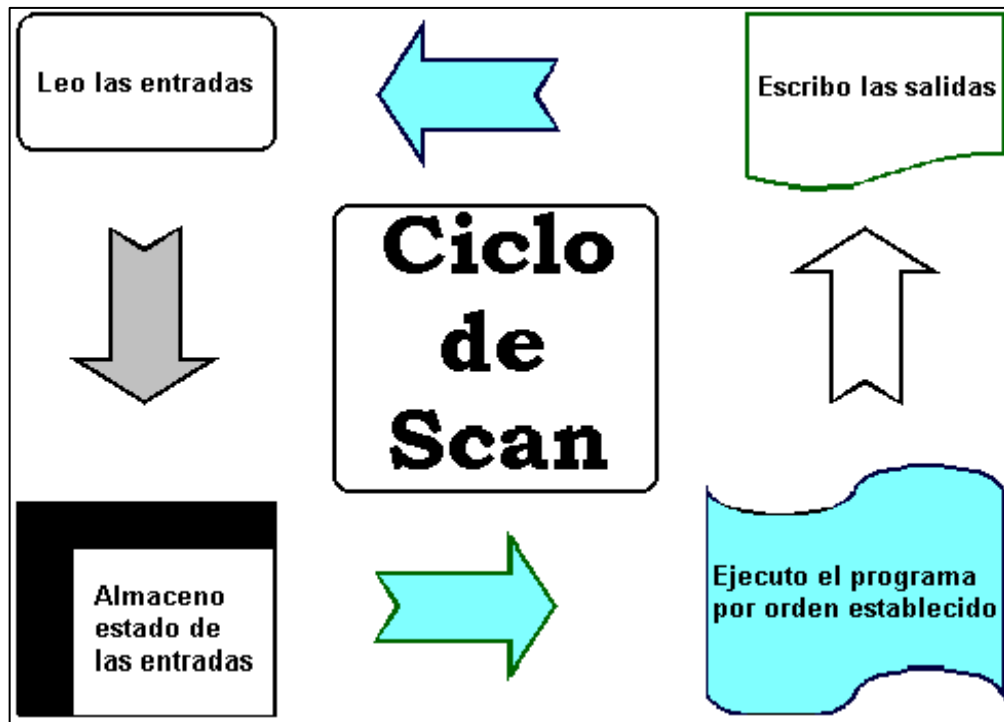 Leo las entradas
Escribo las salidas
Ciclo
de
Scan
Almaceno
estado de
las entradas
Ejecuto el programa
por orden establecido